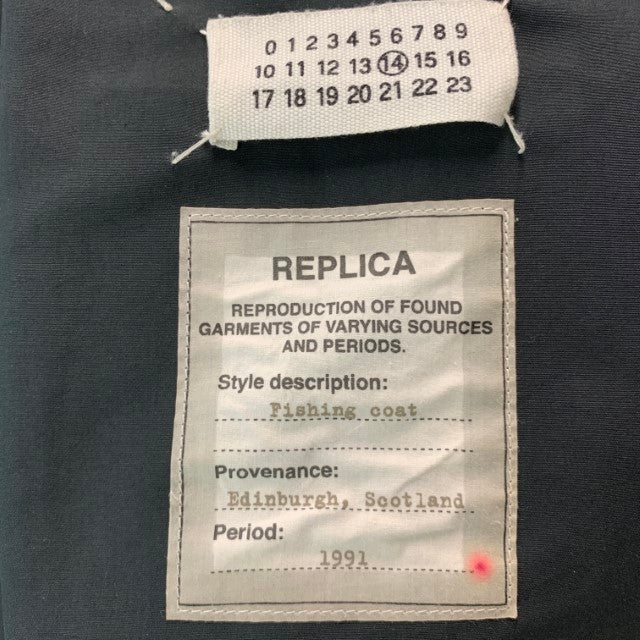 0 1 2 3 4 5 6 7 8 9
10 11 12 13 14 15 16
17 18 19 20 21 22 23
REPLICA
REPRODUCTION OF FOUND
GARMENTS OF VARYING SOURCES
AND PERIODS.
Style description:
Fishing coat
Provenance:
Edinburgh, Scotland
Period:
1991